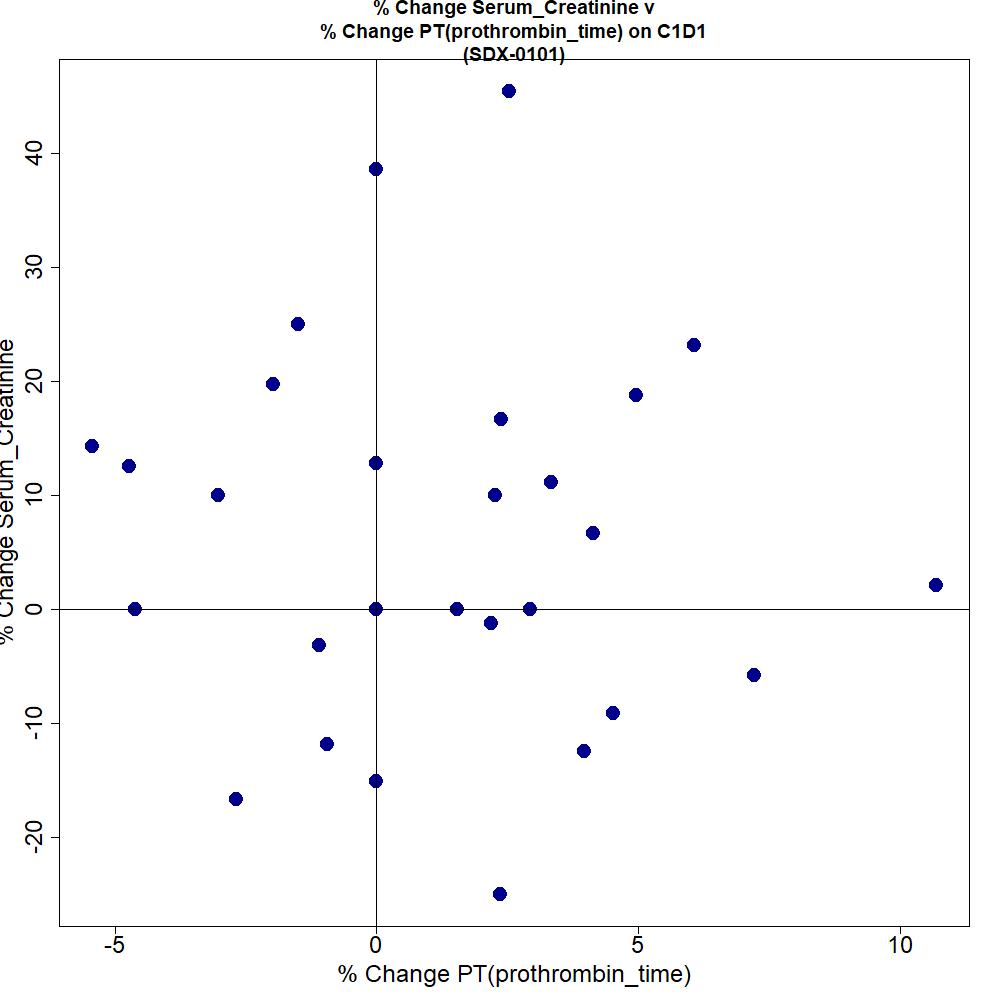 % Change Serum_Creatinine v
% Change PT(prothrombin_time) on C1D1
(SDX-0101)
% Change Serum_Creatinine
40
30
20
10
0
-10
-20
-5
0
5
10
% Change PT(prothrombin_time)